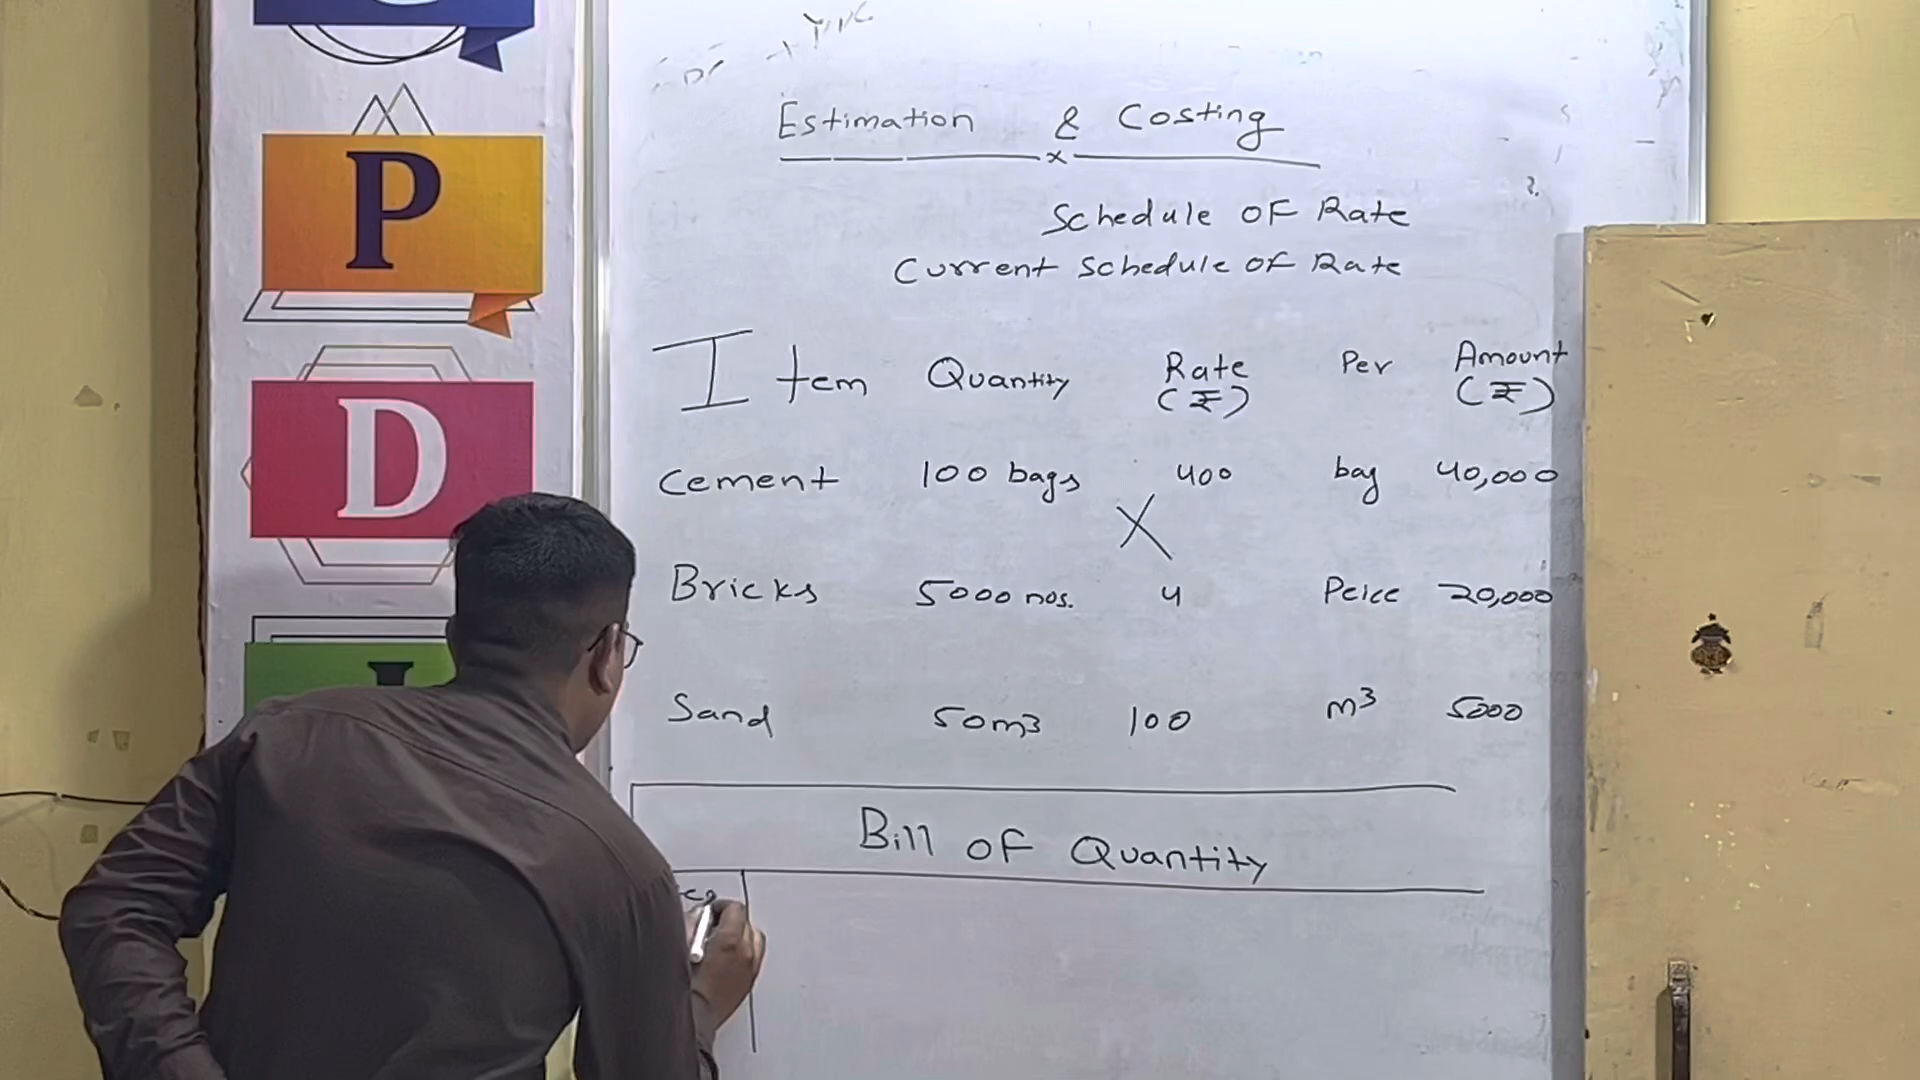 P
D
Estimation & Costing
x
Schedule OF Rate
Current Schedule OF Rate
Item Quantity Rate (₹) Per Amount (₹)
Cement 100 bags 400 bag 40,000
X
Bricks 5000 nos. 4 Peice 20,000
Sand 50m3 100 m³ 5000
Bill OF Quantity